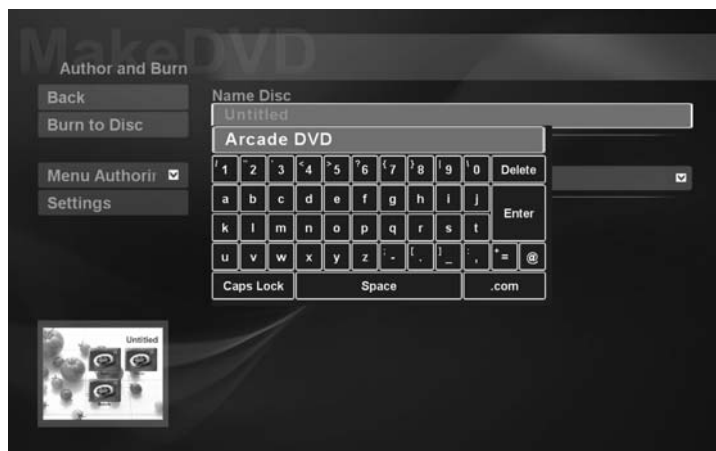 MakeDVD
Author and Burn
Back
Name Disc
Untitled
Burn to Disc
Arcade DVD
1 2 3 <4 >5 ?6 {7 }8 9 \0 Delete
Menu Authorin
a b c d e f g h i j
Enter
Settings
k l m n o p q r s t
u v w x y z - [. ]_ , *= @
Caps Lock Space .com
Untitled